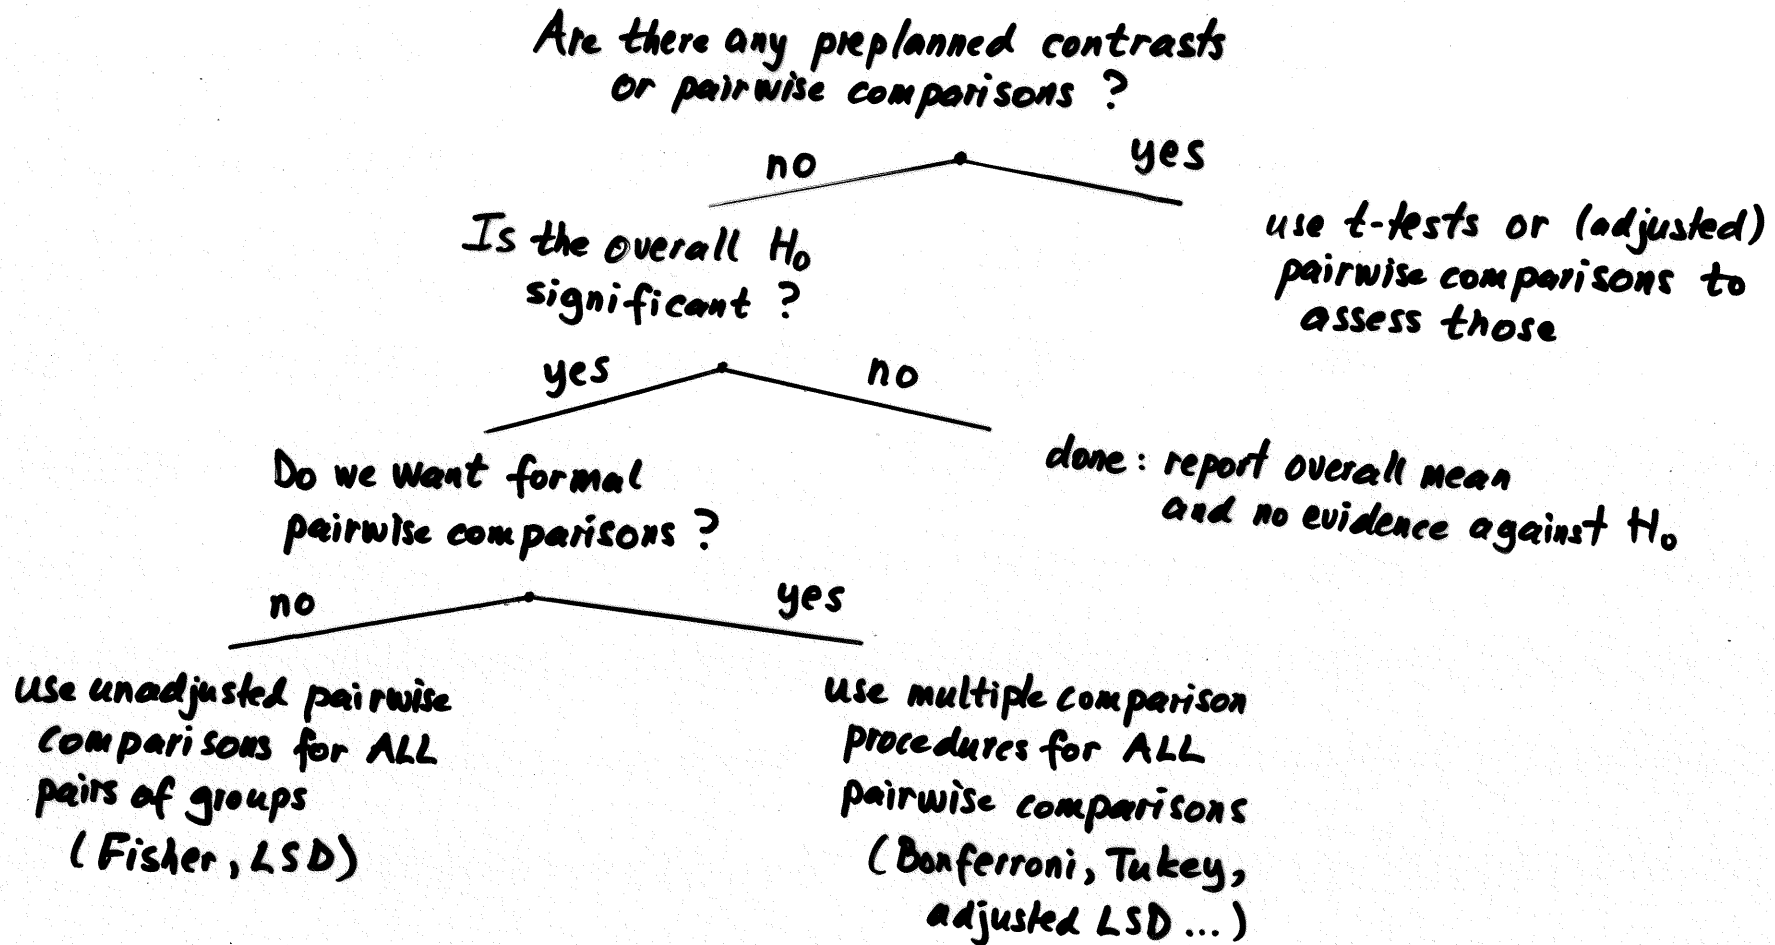 Are there any preplanned contrasts
or pairwise comparisons ?
no
yes
Is the overall H₀
significant ?
use t-tests or (adjusted)
pairwise comparisons to
assess those
yes
no
Do we want formal
pairwise comparisons ?
done: report overall mean
and no evidence against H₀
no
yes
use unadjusted pairwise
comparisons for ALL
pairs of groups
(Fisher, LSD)
use multiple comparison
procedures for ALL
pairwise comparisons
(Bonferroni, Tukey,
adjusted LSD ...)